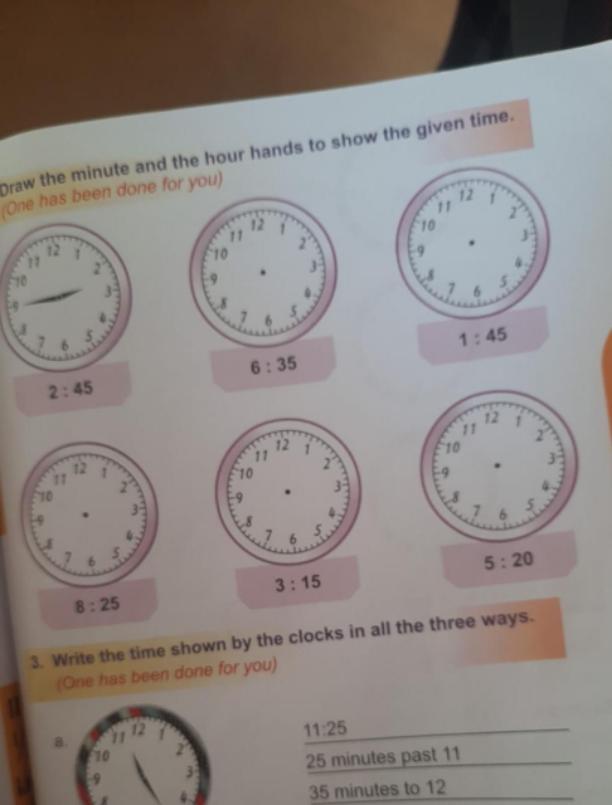 Draw the minute and the hour hands to show the given time.
(One has been done for you)
12 1 2 3 4 5 6 7 8 9 10 11
2 : 45
12 1 2 3 4 5 6 7 8 9 10 11
6 : 35
12 1 2 3 4 5 6 7 8 9 10 11
1 : 45
12 1 2 3 4 5 6 7 8 9 10 11
8 : 25
12 1 2 3 4 5 6 7 8 9 10 11
3 : 15
12 1 2 3 4 5 6 7 8 9 10 11
5 : 20
3. Write the time shown by the clocks in all the three ways.
(One has been done for you)
a.
12 1 2 3 4 9 10 11
11:25
25 minutes past 11
35 minutes to 12